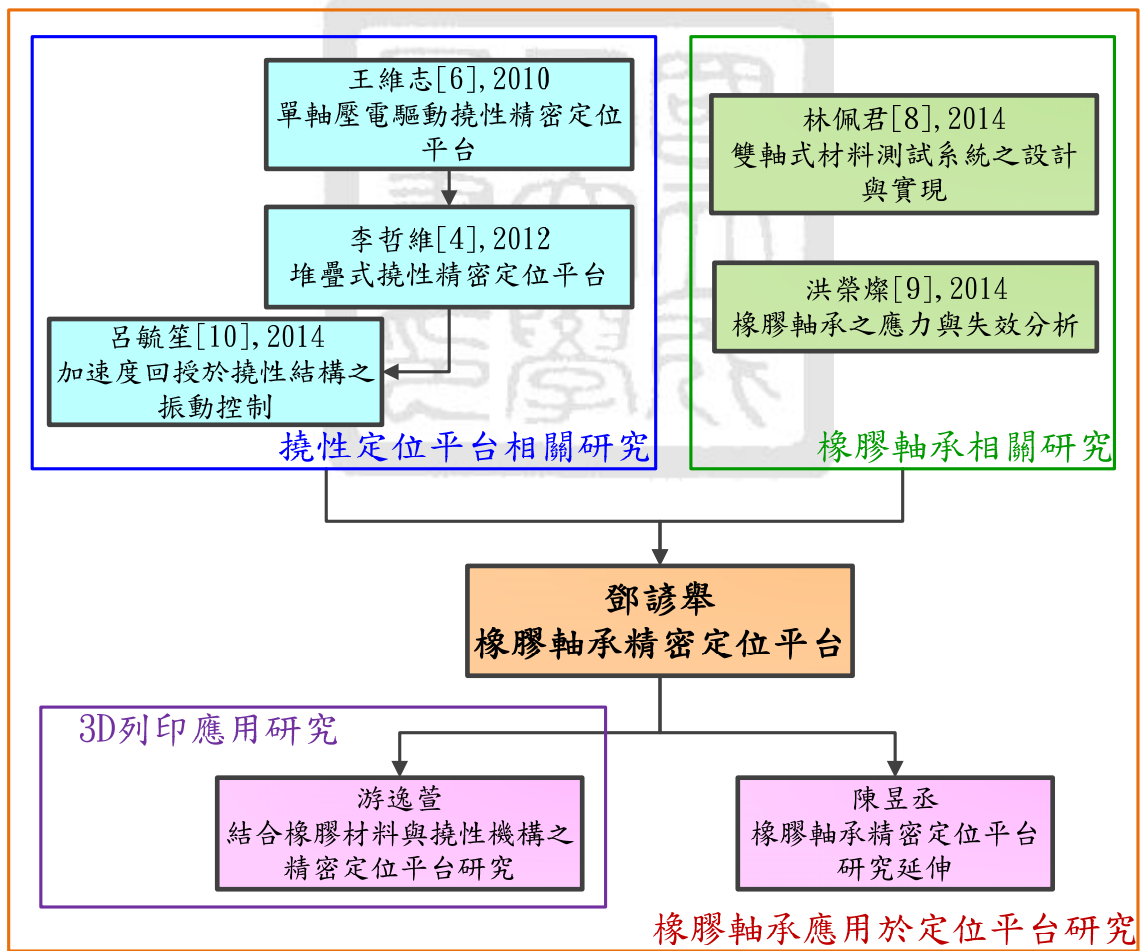 王維志[6],2010
單軸壓電驅動撓性精密定位
平台
李哲維[4],2012
堆疊式撓性精密定位平台
呂毓笙[10],2014
加速度回授於撓性結構之
振動控制
撓性定位平台相關研究
林佩君[8],2014
雙軸式材料測試系統之設計
與實現
洪榮燦[9],2014
橡膠軸承之應力與失效分析
橡膠軸承相關研究
鄧諺舉
橡膠軸承精密定位平台
3D列印應用研究
游逸萱
結合橡膠材料與撓性機構之
精密定位平台研究
陳昱丞
橡膠軸承精密定位平台
研究延伸
橡膠軸承應用於定位平台研究